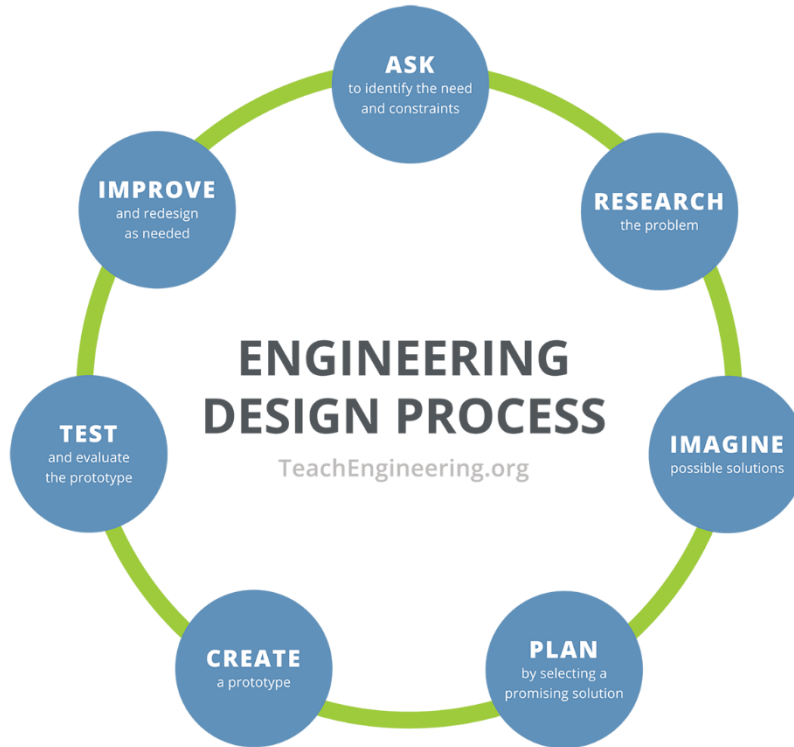 ASK
to identify the need
and constraints
RESEARCH
the problem
IMAGINE
possible solutions
PLAN
by selecting a
promising solution
CREATE
a prototype
TEST
and evaluate
the prototype
IMPROVE
and redesign
as needed
ENGINEERING
DESIGN PROCESS
TeachEngineering.org